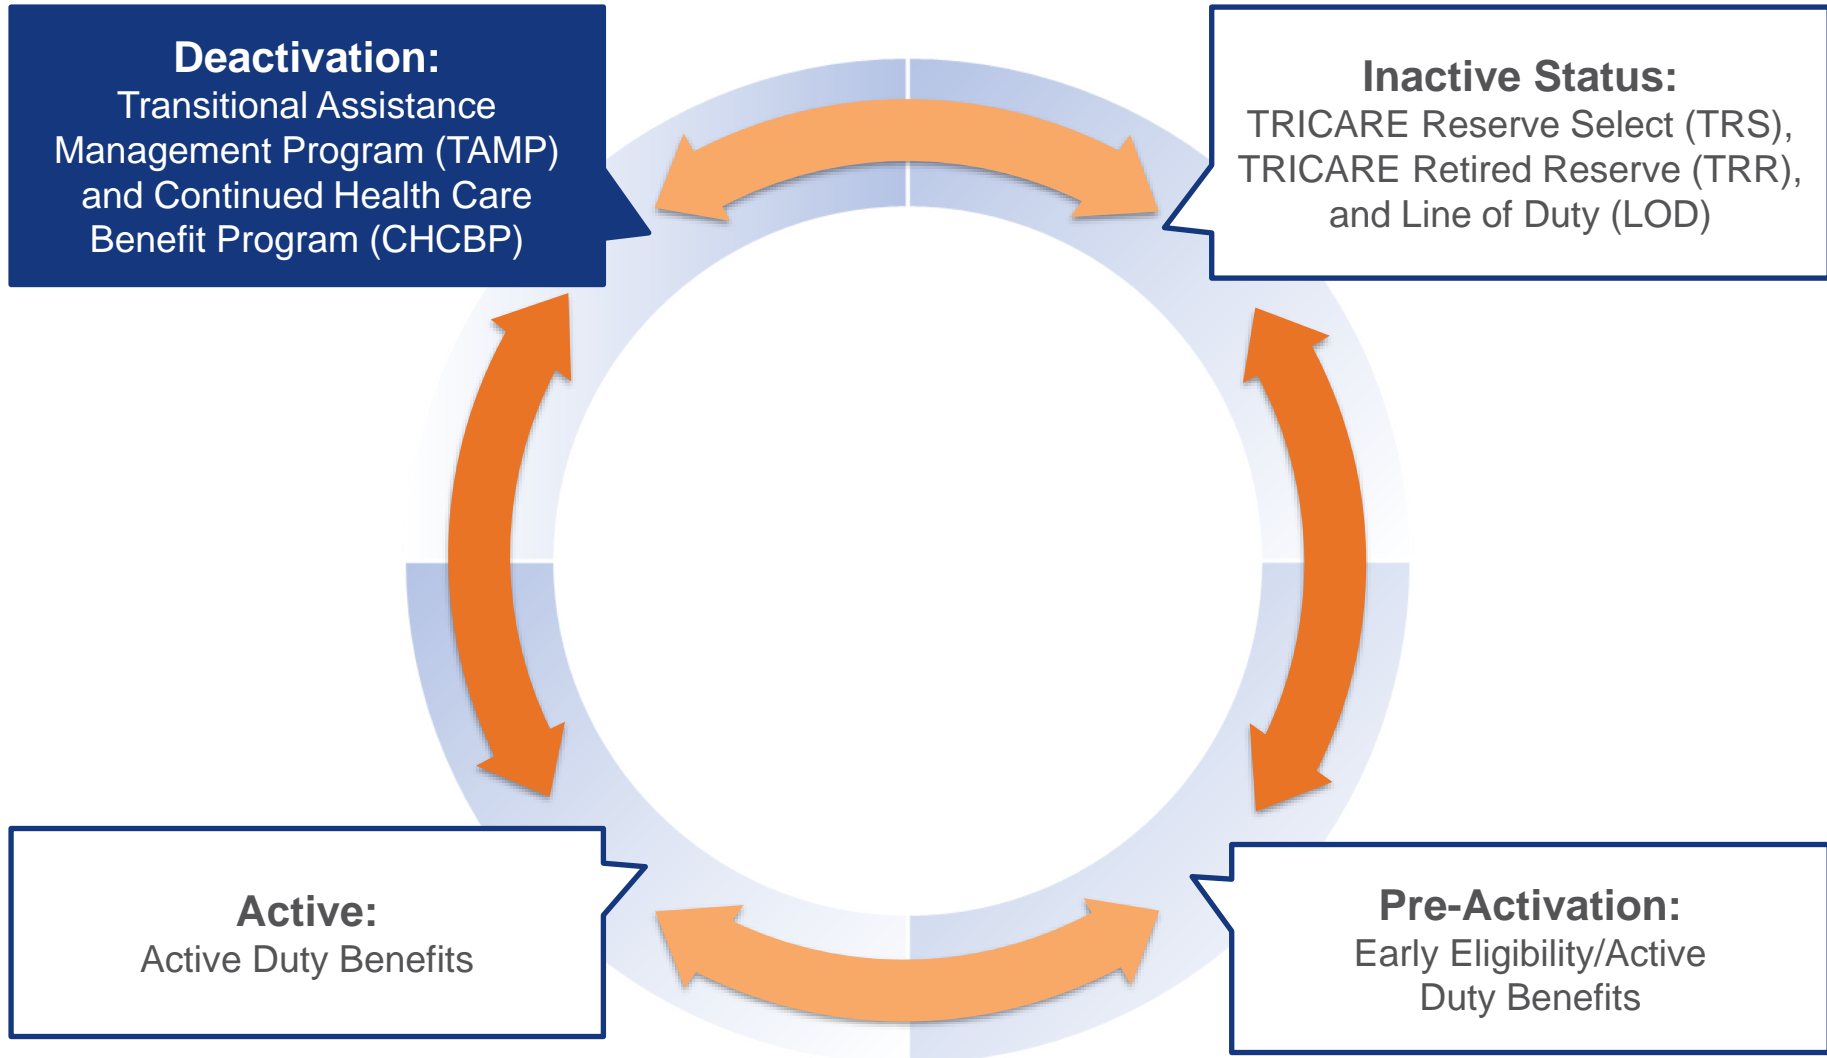 Deactivation:
Transitional Assistance
Management Program (TAMP)
and Continued Health Care
Benefit Program (CHCBP)
Inactive Status:
TRICARE Reserve Select (TRS),
TRICARE Retired Reserve (TRR),
and Line of Duty (LOD)
Active:
Active Duty Benefits
Pre-Activation:
Early Eligibility/Active
Duty Benefits